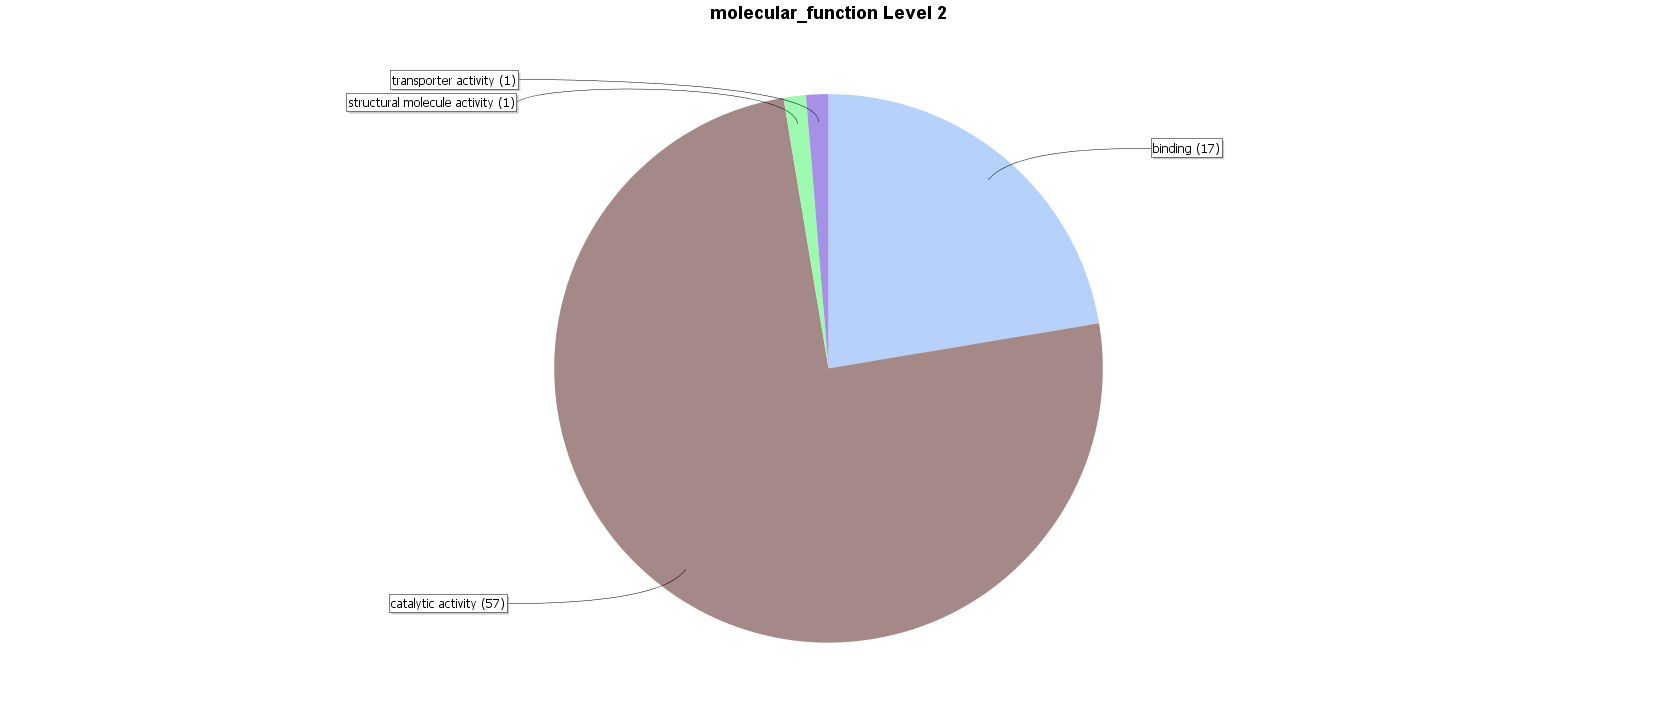 molecular_function Level 2
transporter activity (1)
structural molecule activity (1)
binding (17)
catalytic activity (57)